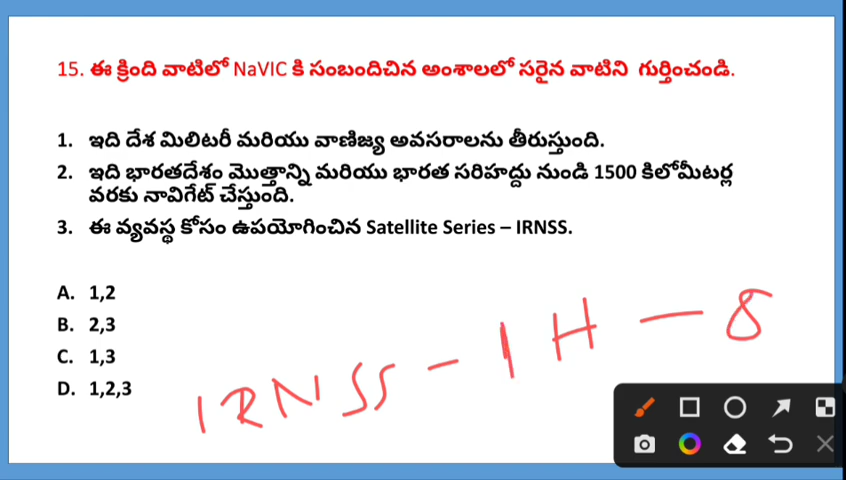 15. ఈ క్రింది వాటిలో NaVIC కి సంబందిచిన అంశాలలో సరైన వాటిని గుర్తించండి.
1. ఇది దేశ మిలిటరీ మరియు వాణిజ్య అవసరాలను తీరుస్తుంది.
2. ఇది భారతదేశం మొత్తాన్ని మరియు భారత సరిహద్దు నుండి 1500 కిలోమీటర్ల
వరకు నావిగేట్ చేస్తుంది.
3. ఈ వ్యవస్థ కోసం ఉపయోగించిన Satellite Series – IRNSS.
A. 1,2
B. 2,3
C. 1,3
D. 1,2,3
IRNSS - 1H - 8